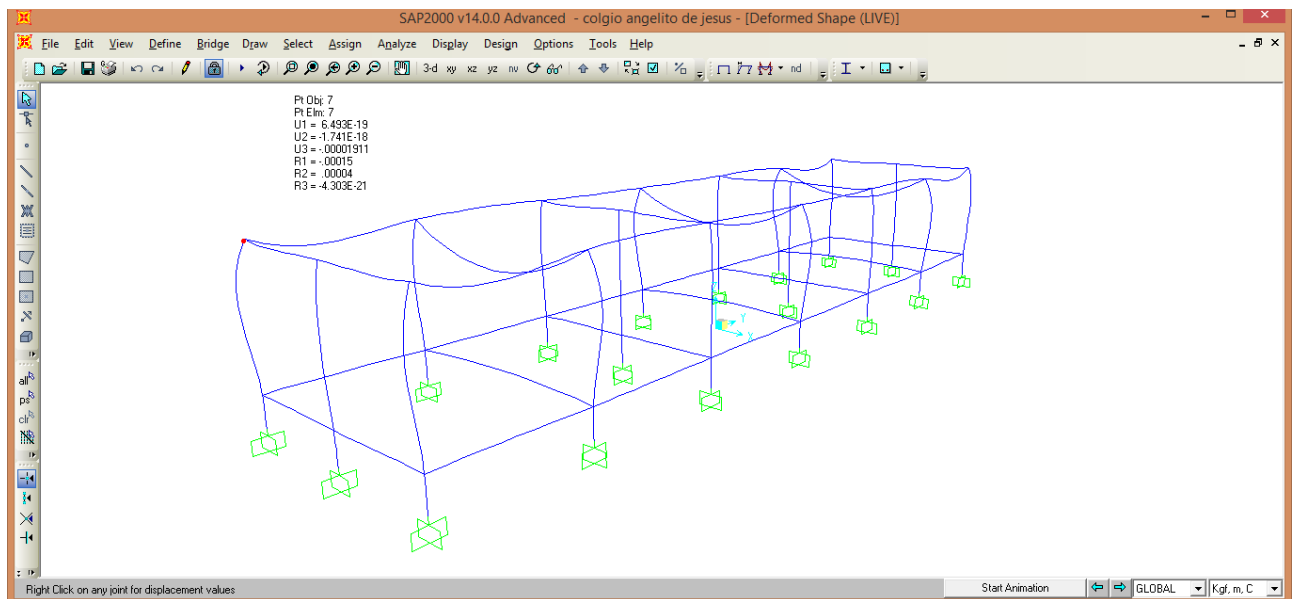 SAP2000 v14.0.0 Advanced - colgio angelito de jesus - [Deformed Shape (LIVE)]
File Edit View Define Bridge Draw Select Assign Analyze Display Design Options Tools Help
3-d xy xz yz nv nd
Pt Obj: 7
Pt Elm: 7
U1 = 6.493E-19
U2 = -1.741E-18
U3 = -.00001911
R1 = -.00015
R2 = .00004
R3 = -4.303E-21
Y
X
all
ps
clr
Right Click on any joint for displacement values Start Animation GLOBAL Kgf, m, C